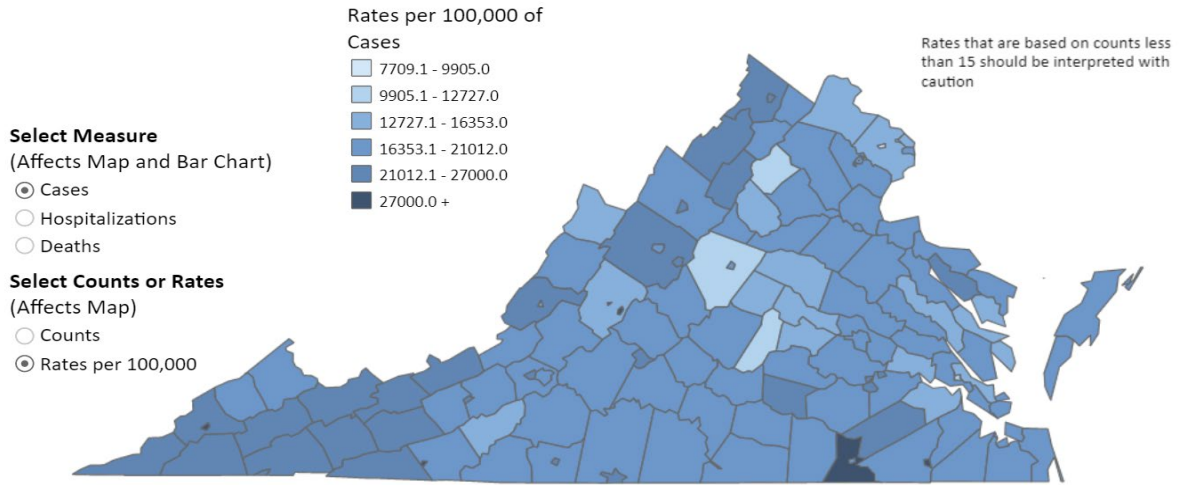 Rates per 100,000 of
Cases
7709.1 - 9905.0
9905.1 - 12727.0
12727.1 - 16353.0
16353.1 - 21012.0
21012.1 - 27000.0
27000.0 +
Rates that are based on counts less
than 15 should be interpreted with
caution
Select Measure
(Affects Map and Bar Chart)
Cases
Hospitalizations
Deaths
Select Counts or Rates
(Affects Map)
Counts
Rates per 100,000